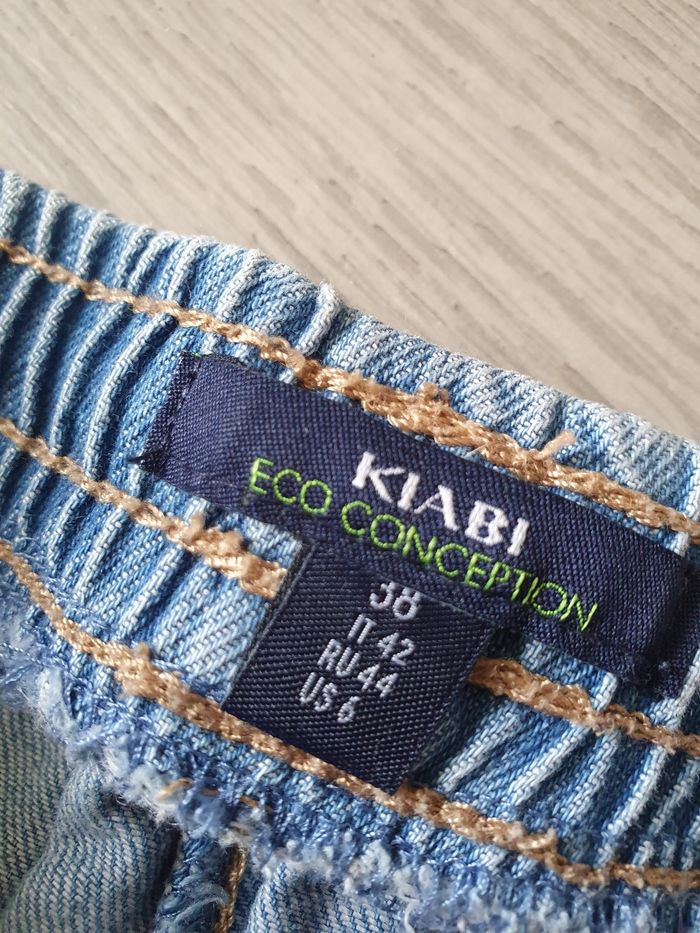 KIABI
ECO CONCEPTION
38
IT 42
RU 44
US 6